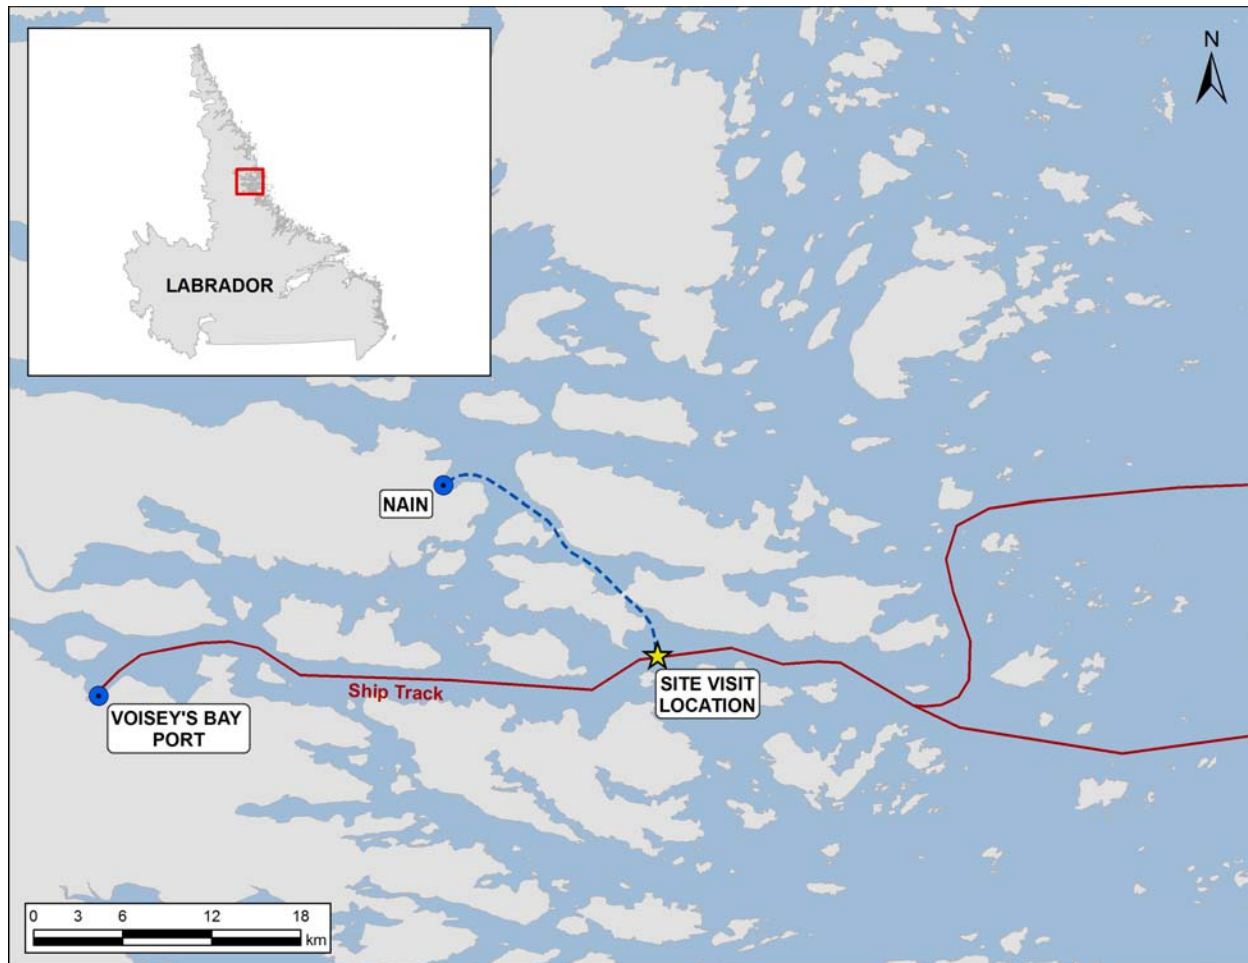 N
LABRADOR
NAIN
Ship Track
SITE VISIT
LOCATION
VOISEY'S BAY
PORT
0 3 6 12 18
km